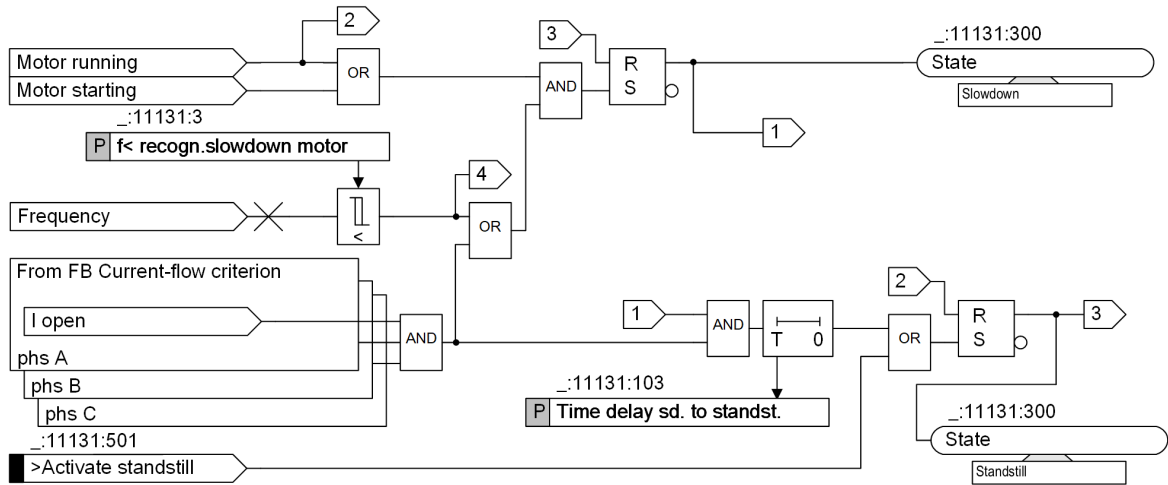 2
3
_:11131:300
Motor running
OR
R
State
Motor starting
AND
S
Slowdown
_:11131:3
1
P f< recogn.slowdown motor
4
Frequency
<
OR
From FB Current-flow criterion
2
I open
1
R
3
AND
AND
T 0
OR
S
phs A
phs B
_:11131:103
phs C
P Time delay sd. to standst.
_:11131:300
_:11131:501
State
>Activate standstill
Standstill